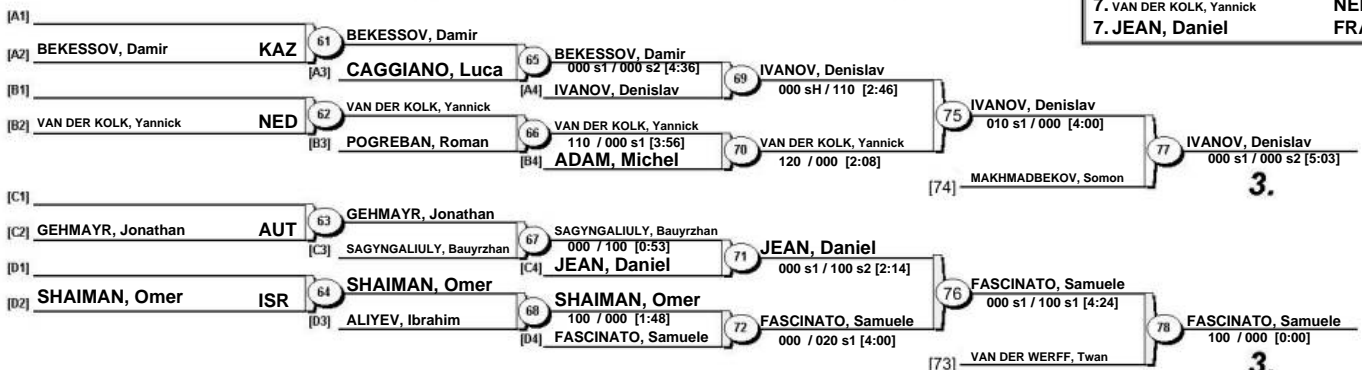 7. VAN DER KOLK, Yannick NE
7. JEAN, Daniel FRA
[A1]
[A2] BEKESSOV, Damir KAZ
61
BEKESSOV, Damir
[A3] CAGGIANO, Luca
65
BEKESSOV, Damir
000 s1 / 000 s2 [4:36]
[A4] IVANOV, Denislav
69
IVANOV, Denislav
000 sH / 110 [2:46]
[B1]
[B2] VAN DER KOLK, Yannick NED
62
VAN DER KOLK, Yannick
[B3] POGREBAN, Roman
66
VAN DER KOLK, Yannick
110 / 000 s1 [3:56]
[B4] ADAM, Michel
70
VAN DER KOLK, Yannick
120 / 000 [2:08]
75
IVANOV, Denislav
010 s1 / 000 [4:00]
[74] MAKHMADBEKOV, Somon
77
IVANOV, Denislav
000 s1 / 000 s2 [5:03]
3.
[C1]
[C2] GEHMAYR, Jonathan AUT
63
GEHMAYR, Jonathan
[C3] SAGYNGALIULY, Bauyrzhan
67
SAGYNGALIULY, Bauyrzhan
000 / 100 [0:53]
[C4] JEAN, Daniel
71
JEAN, Daniel
000 s1 / 100 s2 [2:14]
[D1]
[D2] SHAIMAN, Omer ISR
64
SHAIMAN, Omer
[D3] ALIYEV, Ibrahim
68
SHAIMAN, Omer
100 / 000 [1:48]
[D4] FASCINATO, Samuele
72
FASCINATO, Samuele
000 / 020 s1 [4:00]
76
FASCINATO, Samuele
000 s1 / 100 s1 [4:24]
[73] VAN DER WERFF, Twan
78
FASCINATO, Samuele
100 / 000 [0:00]
3.